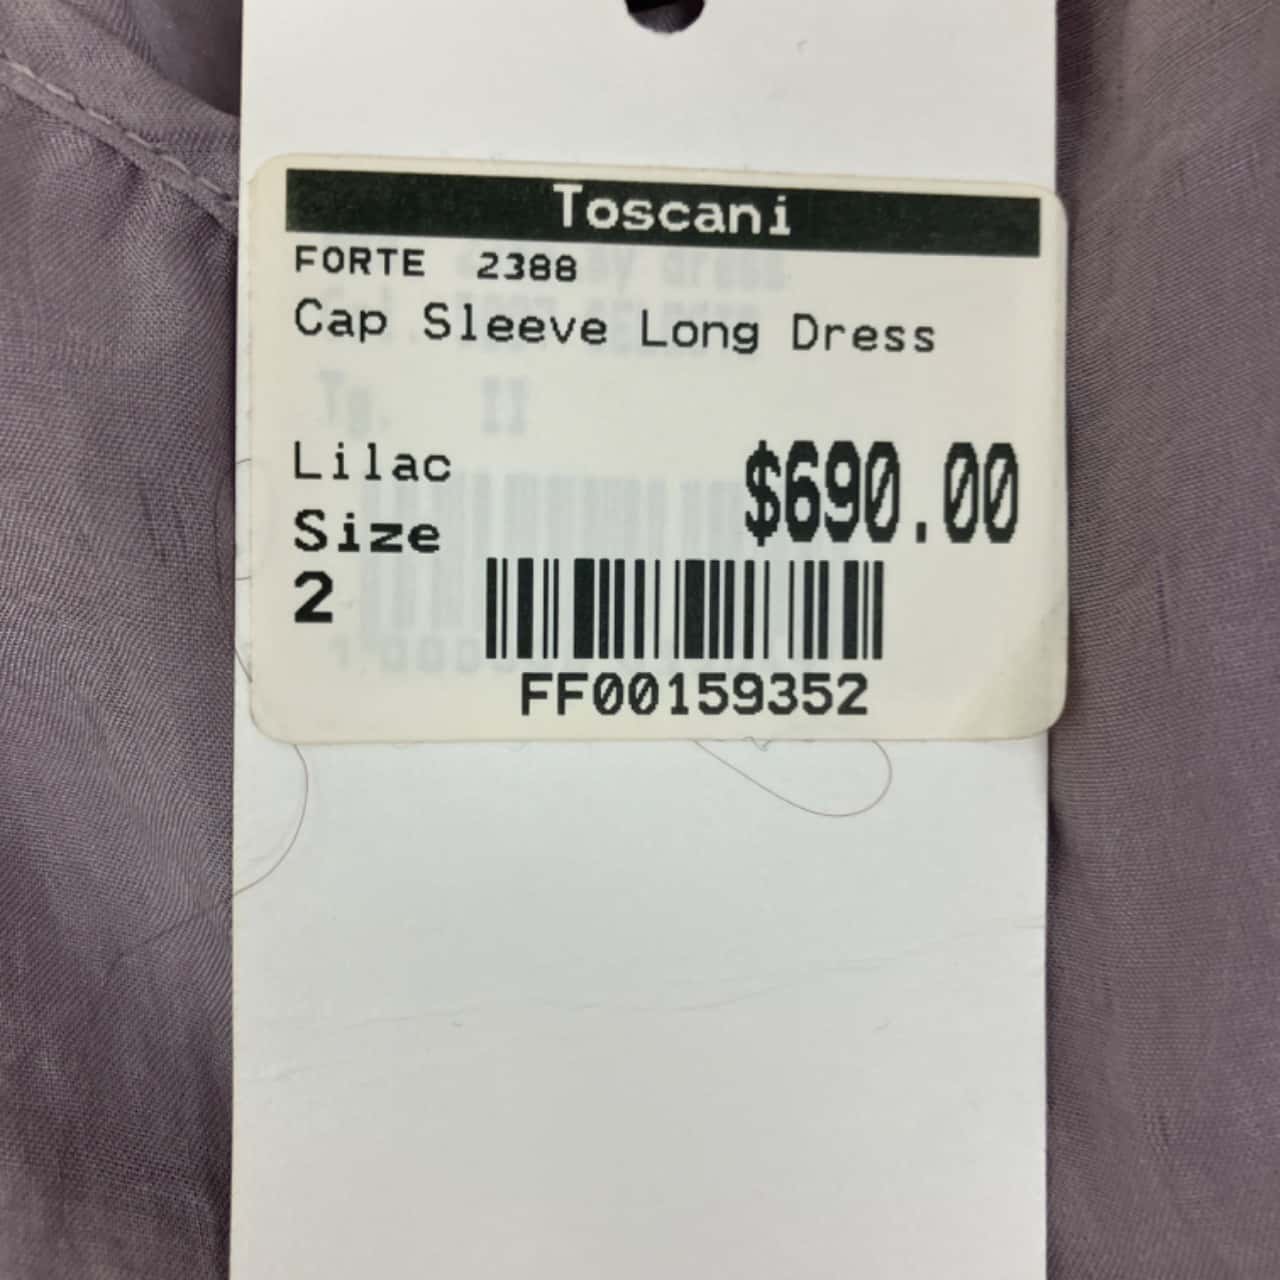 Toscani
FORTE 2388
Cap Sleeve Long Dress
Lilac
$690.00
Size
2
FF00159352